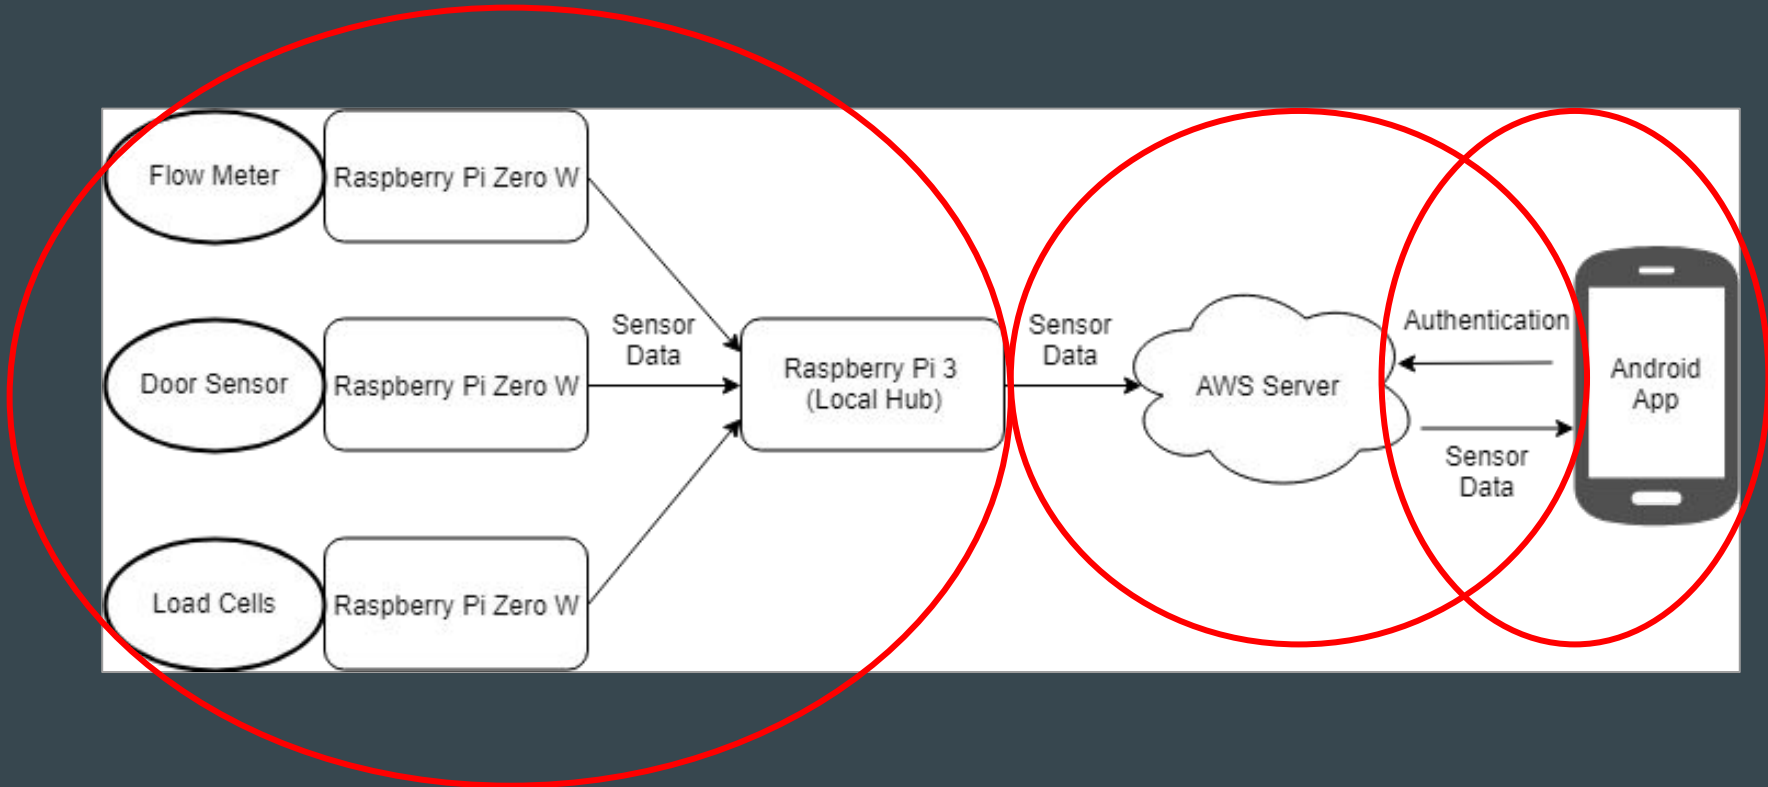 Flow Meter
Raspberry Pi Zero W
Door Sensor
Raspberry Pi Zero W
Load Cells
Raspberry Pi Zero W
Sensor
Data
Raspberry Pi 3
(Local Hub)
Sensor
Data
AWS Server
Authentication
Sensor
Data
Android
App